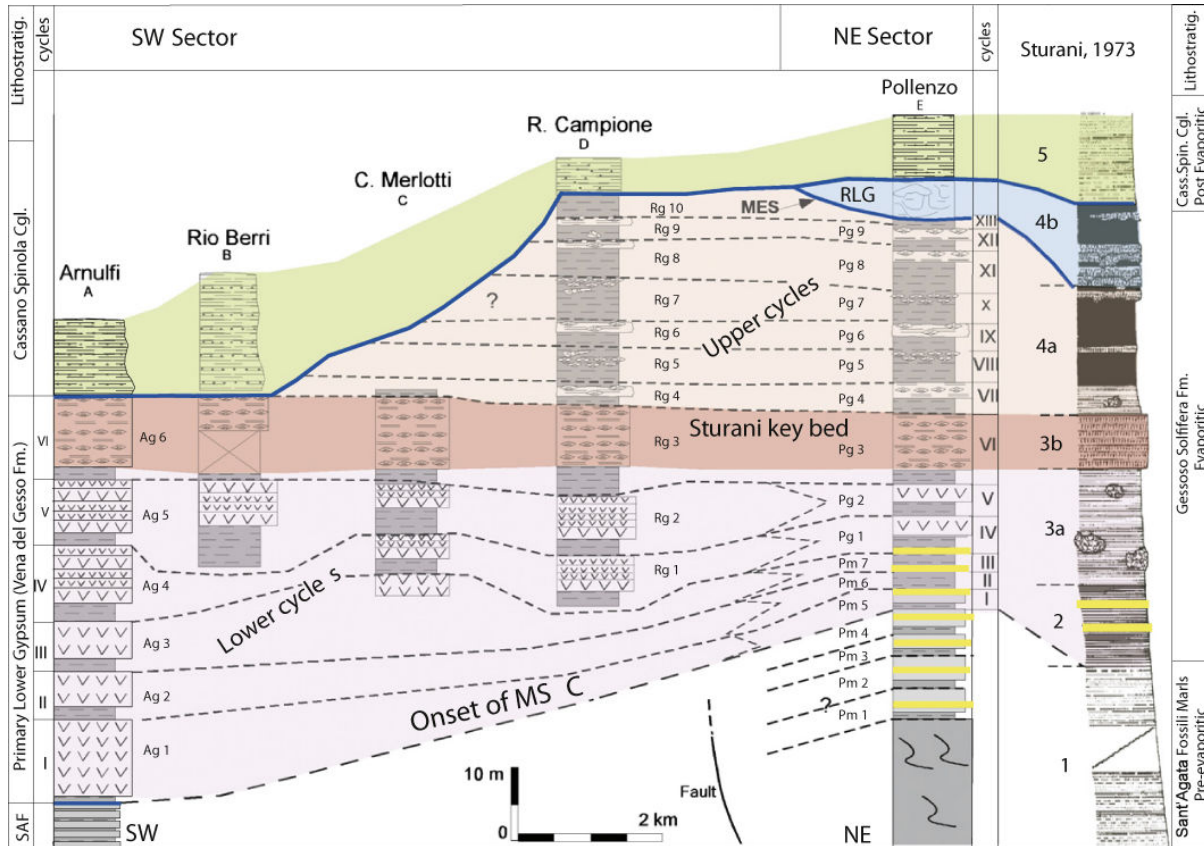 Lithostratig.
cycles
SW Sector
NE Sector
cycles
Sturani, 1973
Lithostratig.
Cassano Spinola Cgl.
Primary Lower Gypsum (Vena del Gesso Fm.)
SAF
VI
V
IV
III
II
I
Arnulfi
A
Rio Berri
B
C. Merlotti
C
R. Campione
D
Pollenzo
E
Ag 6
Ag 5
Ag 4
Ag 3
Ag 2
Ag 1
?
Rg 10
Rg 9
Rg 8
Rg 7
Rg 6
Rg 5
Rg 4
Rg 3
Rg 2
Rg 1
MES
RLG
Upper cycles
Sturani key bed
Lower cycle s
Onset of MS C
Pg 9
Pg 8
Pg 7
Pg 6
Pg 5
Pg 4
Pg 3
Pg 2
Pg 1
Pm 7
Pm 6
Pm 5
Pm 4
Pm 3
Pm 2
?
Pm 1
XIII
XII
XI
X
IX
VIII
VII
VI
V
IV
III
II
I
5
4b
4a
3b
3a
2
1
Cass.Spin. Cgl.
Post Evaporitic
Gesoso Solfifera Fm.
Evaporitic
Sant'Agata Fossili Marls
Pre-evaporitic
SW
10 m
0
2 km
Fault
NE